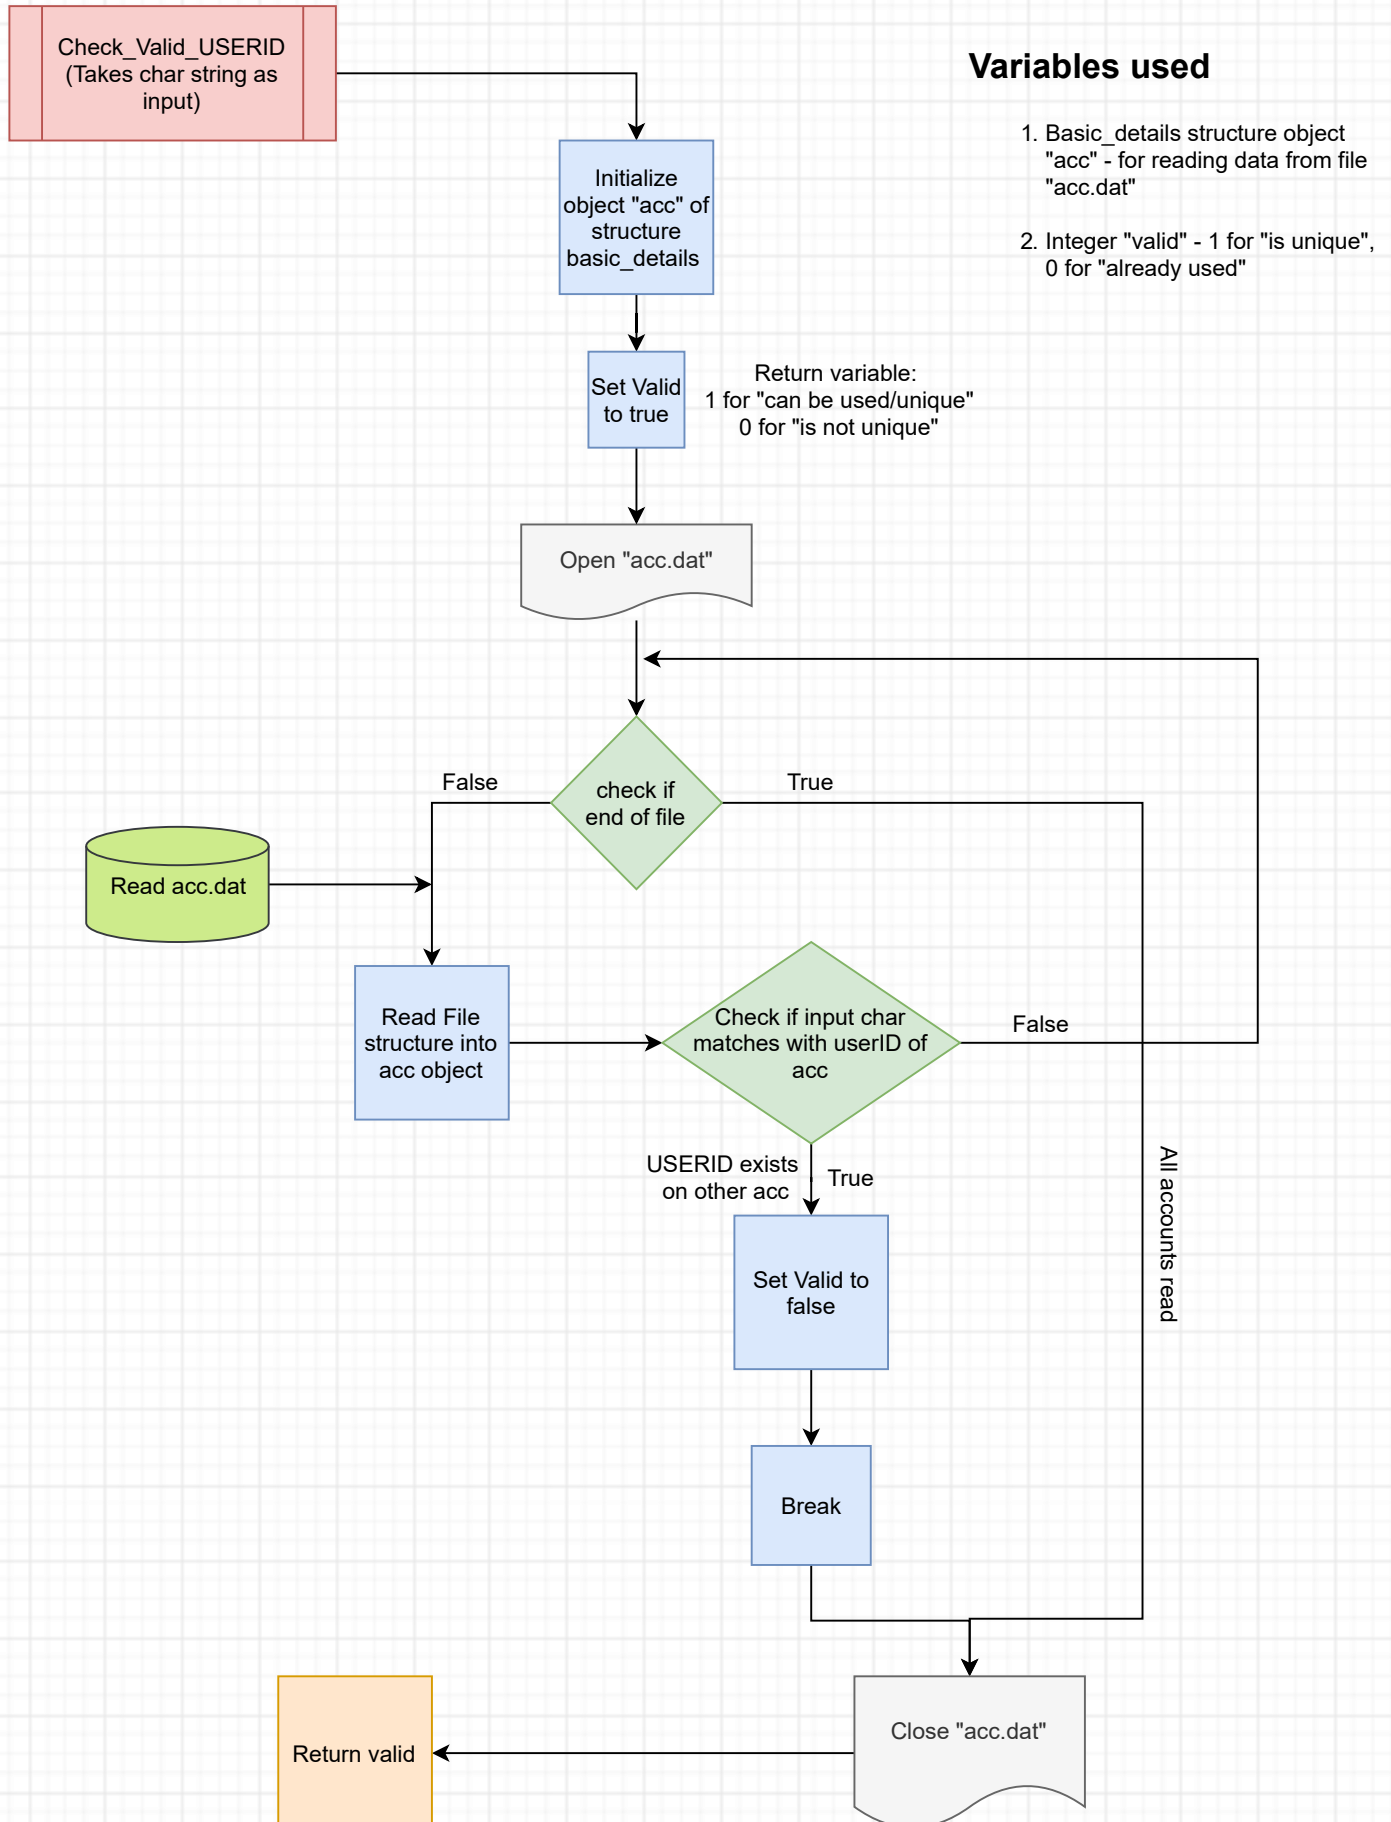 Check_Valid_USERID
(Takes char string as
input)
Variables used
1. Basic_details structure object
"acc" - for reading data from file
"acc.dat"
2. Integer "valid" - 1 for "is unique",
0 for "already used"
Initialize
object "acc" of
structure
basic_details
Set Valid
to true
Return variable:
1 for "can be used/unique"
0 for "is not unique"
Open "acc.dat"
False
check if
end of file
True
Read acc.dat
Read File
structure into
acc object
Check if input char
matches with userID of
acc
False
USERID exists
on other acc
True
All accounts read
Set Valid to
false
Break
Close "acc.dat"
Return valid